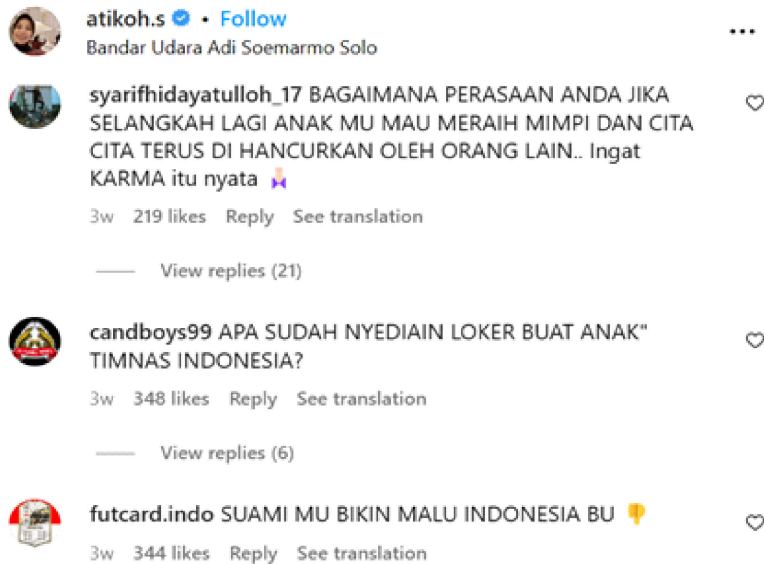 atikoh.s • Follow
Bandar Udara Adi Soemarmo Solo
syarifhidayatulloh_17 BAGAIMANA PERASAAN ANDA JIKA
SELANGKAH LAGI ANAK MU MAU MERAIH MIMPI DAN CITA
CITA TERUS DI HANCURKAN OLEH ORANG LAIN.. Ingat
KARMA itu nyata
3w 219 likes Reply See translation
View replies (21)
candboys99 APA SUDAH NYEDIAIN LOKER BUAT ANAK"
TIMNAS INDONESIA?
3w 348 likes Reply See translation
View replies (6)
futcard.indo SUAMI MU BIKIN MALU INDONESIA BU 👎
3w 344 likes Reply See translation